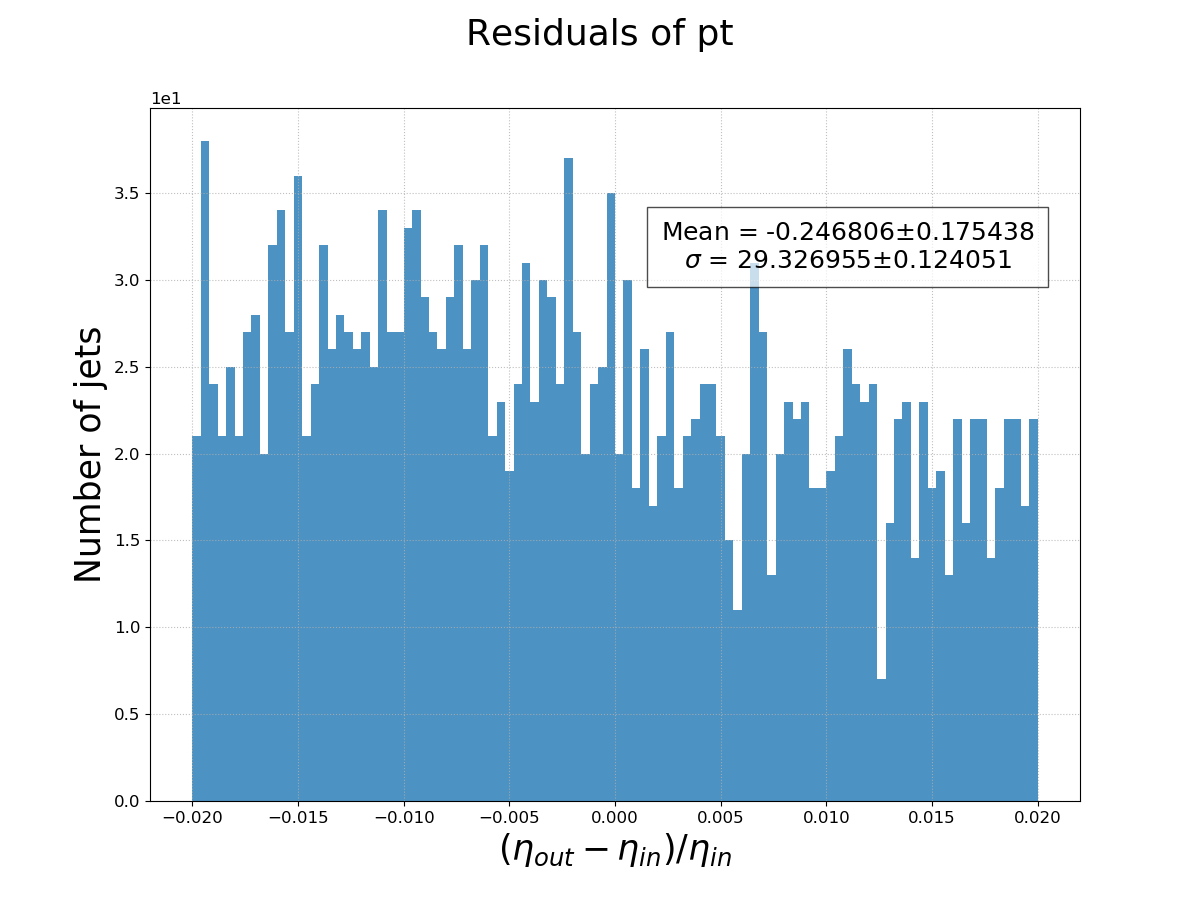 Residuals of pt
1e1
3.5
3.0
2.5
2.0
1.5
1.0
0.5
0.0
Number of jets
Mean = -0.246806±0.175438
σ = 29.326955±0.124051
−0.020 −0.015 −0.010 −0.005 0.000 0.005 0.010 0.015 0.020
(η_out − η_in)/η_in